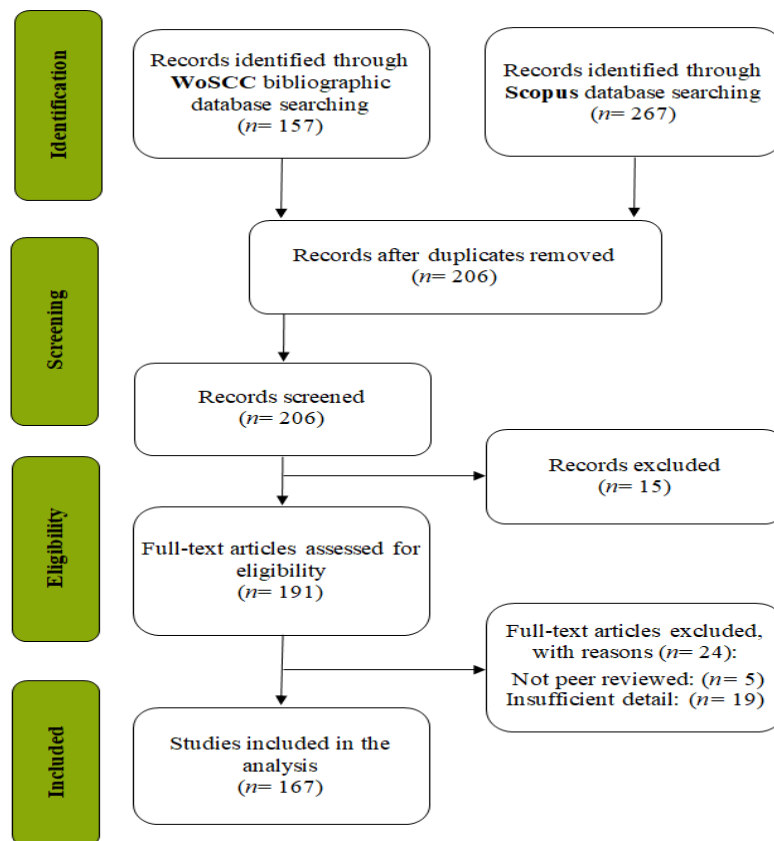 Identification
Records identified through
WoSCC bibliographic
database searching
(n= 157)
Records identified through
Scopus database searching
(n= 267)
Screening
Records after duplicates removed
(n= 206)
Records screened
(n= 206)
Records excluded
(n= 15)
Eligibility
Full-text articles assessed for
eligibility
(n= 191)
Full-text articles excluded,
with reasons (n= 24):
Not peer reviewed: (n= 5)
Insufficient detail: (n= 19)
Included
Studies included in the
analysis
(n= 167)